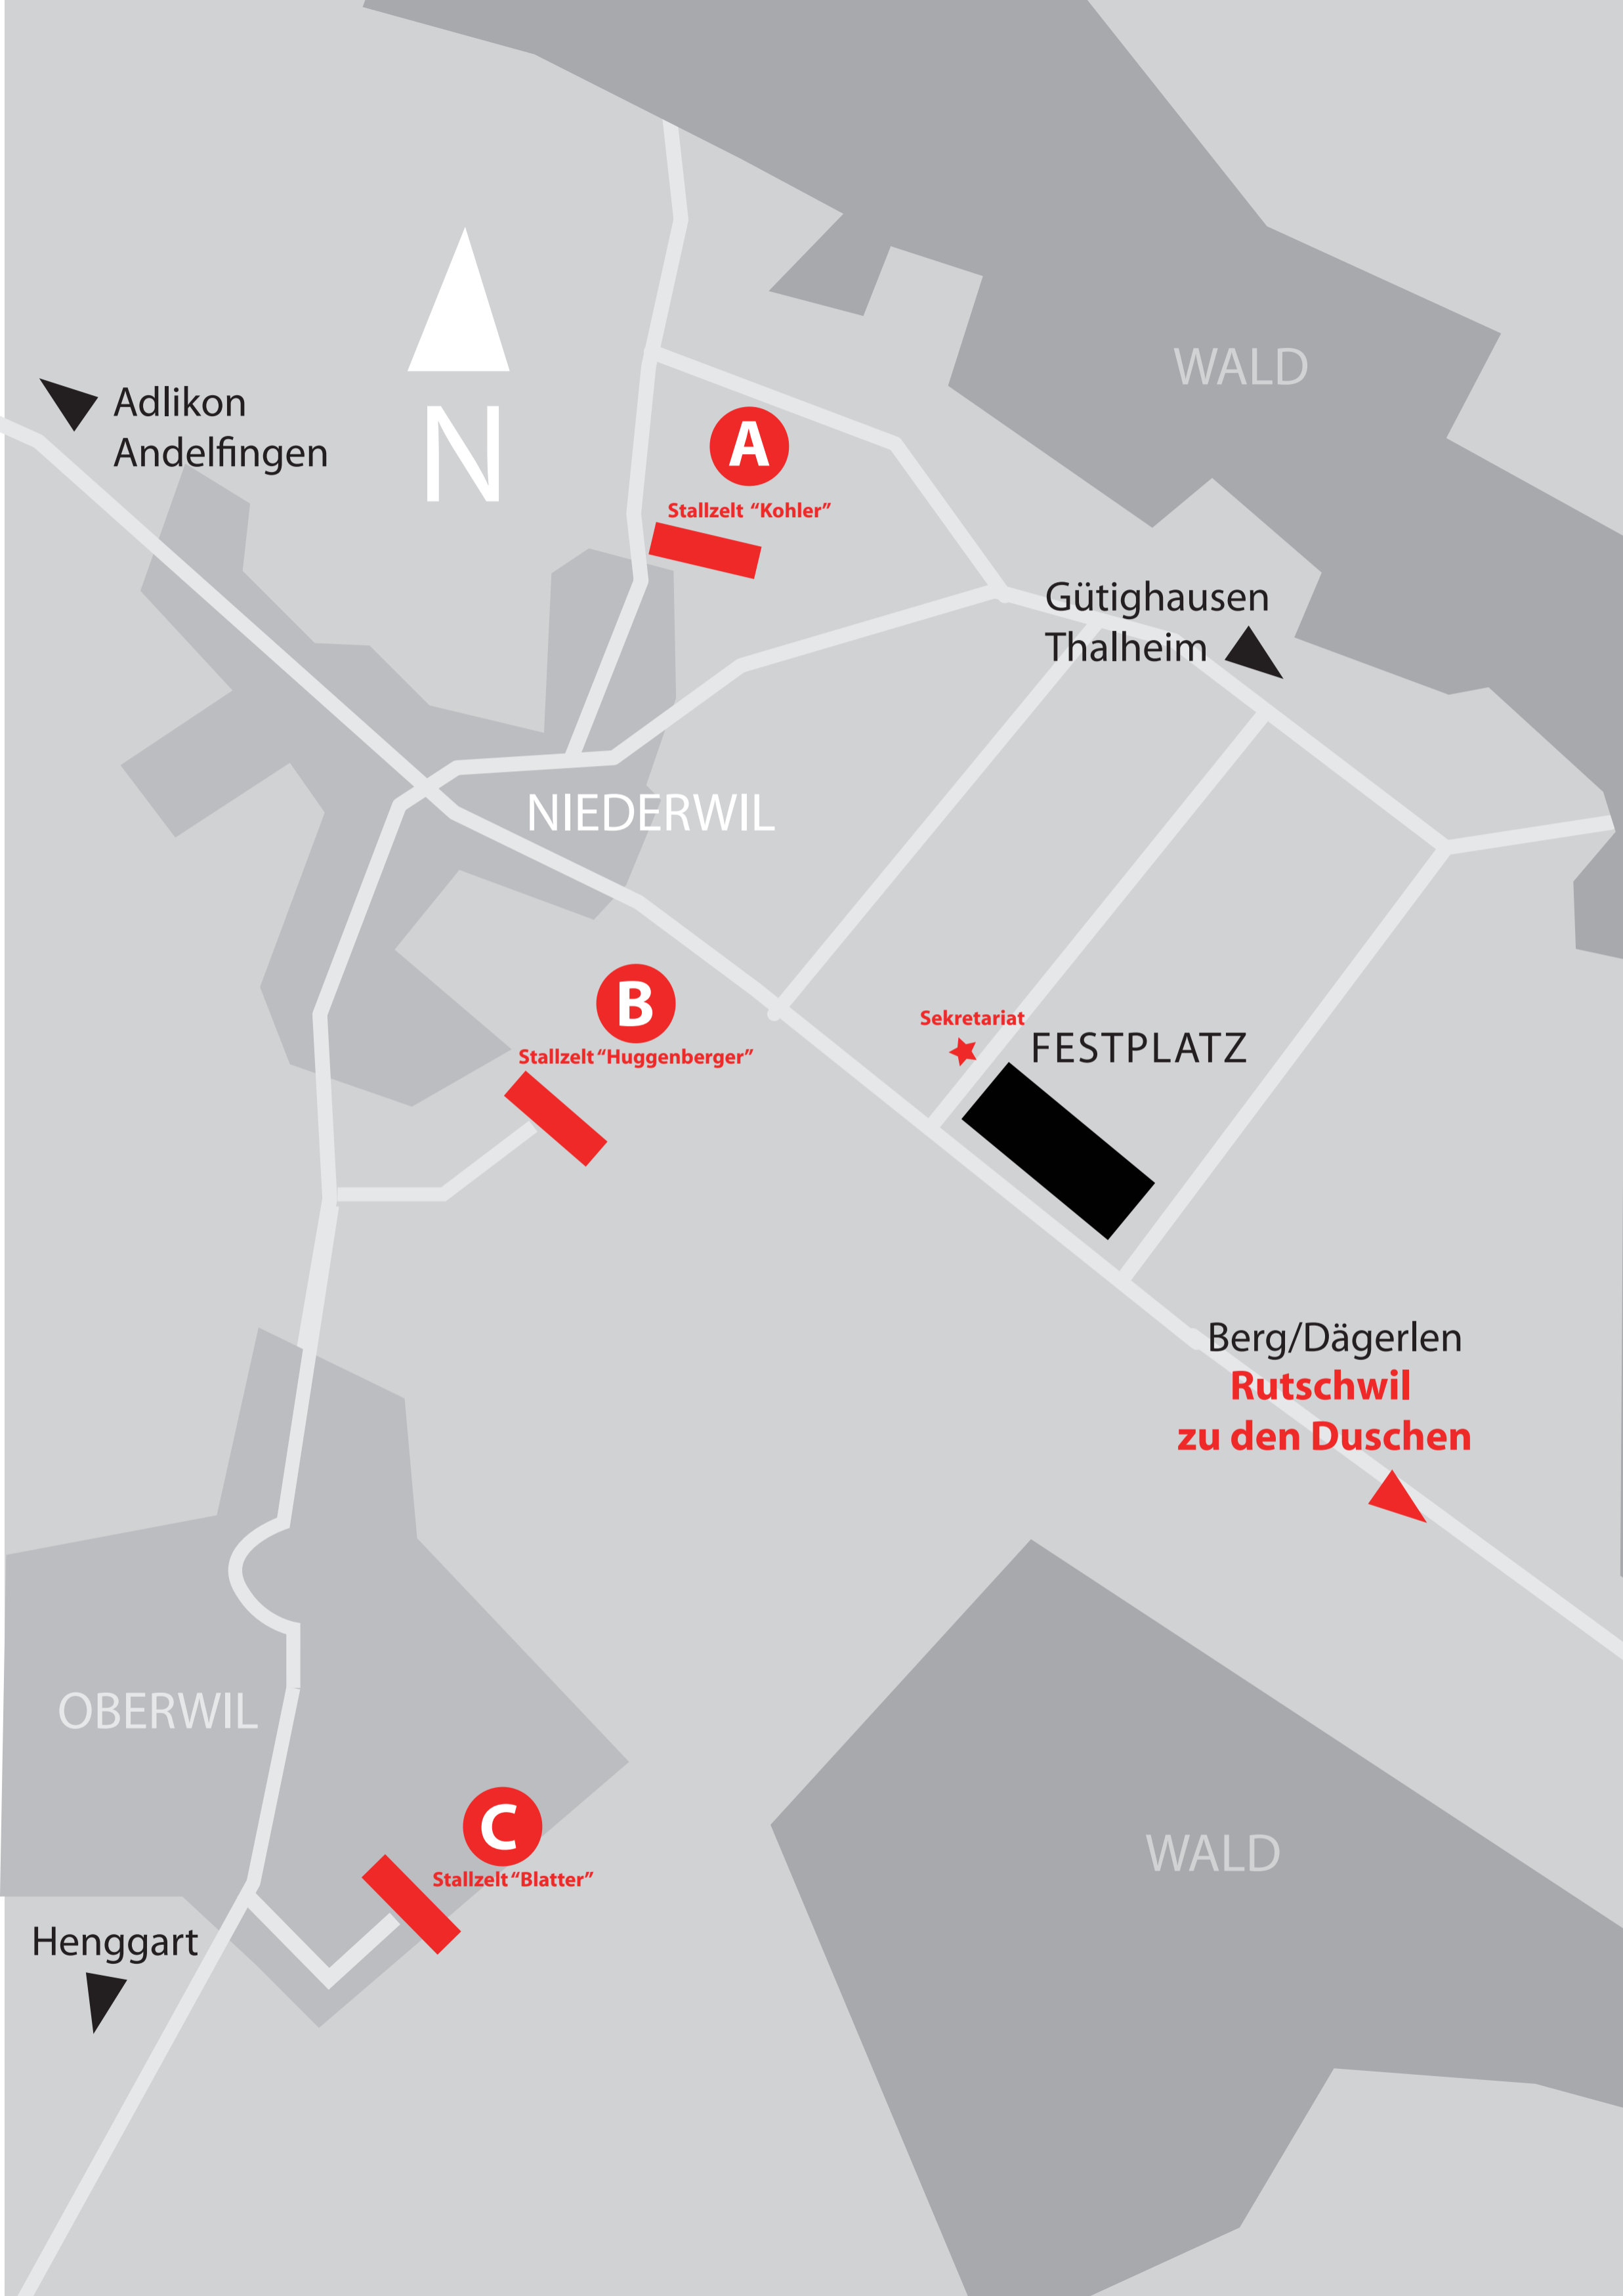 WALD
Adlikon
Andelfingen
N
A
Stallzelt “Kohler”
Gütighausen
Thalheim
NIEDERWIL
B
Stallzelt “Huggenberger”
Sekretariat
FESTPLATZ
Berg/Dägerlen
Rutschwil
zu den Duschen
OBERWIL
C
Stallzelt “Blatter”
WALD
Henggart